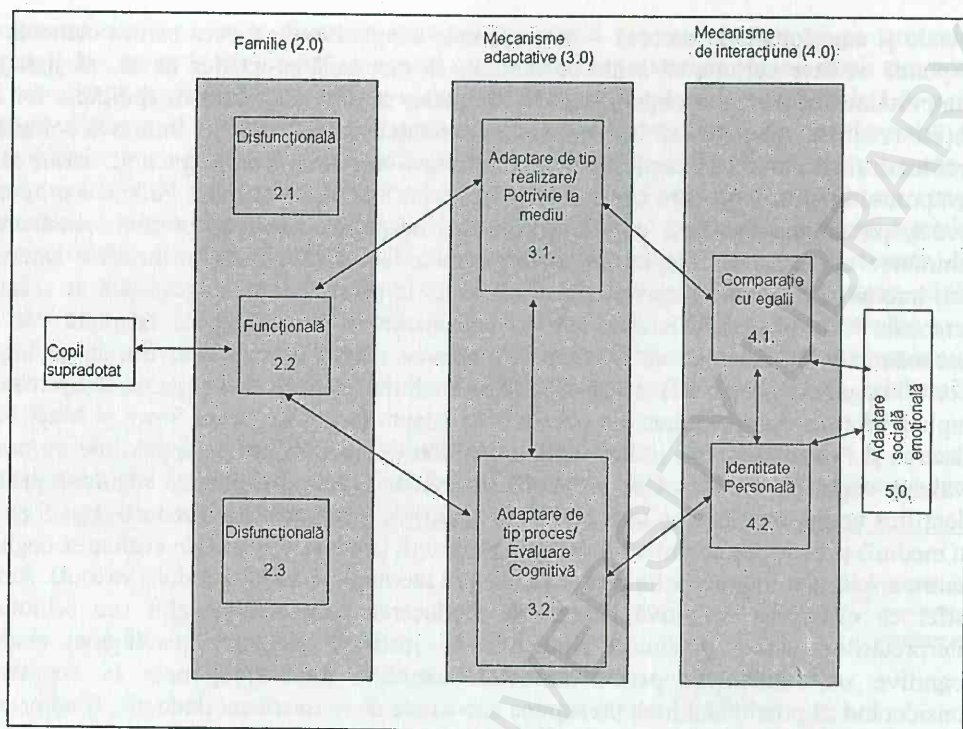 Familie (2.0)
Mecanisme
adaptative (3.0)
Mecanisme
de interacțiune (4.0)
Copil
supradotat
Disfuncțională
2.1.
Funcțională
2.2
Disfuncțională
2.3
Adaptare de tip
realizare/
Potrivire la
mediu
3.1.
Adaptare de
tip proces/
Evaluare
Cognitivă
3.2.
Comparație
cu egalii
4.1.
Identitate
Personală
4.2.
Adaptare
socială
emoțională
5.0,